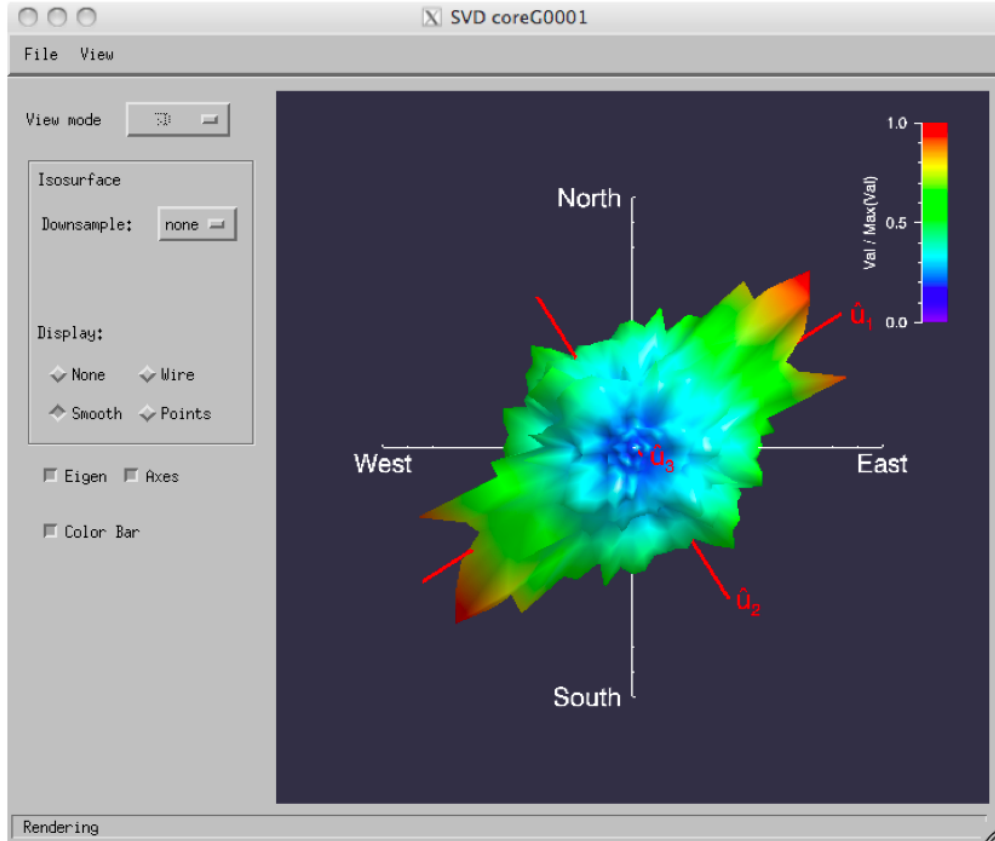 SVD coreG0001
File View
View mode 3D
Isosurface
Downsample: none
Display:
None Wire
Smooth Points
Eigen Axes
Color Bar
1.0
Val / Max(Val)
0.5
0.0
North
û₁
West
û₃
East
û₂
South
Rendering